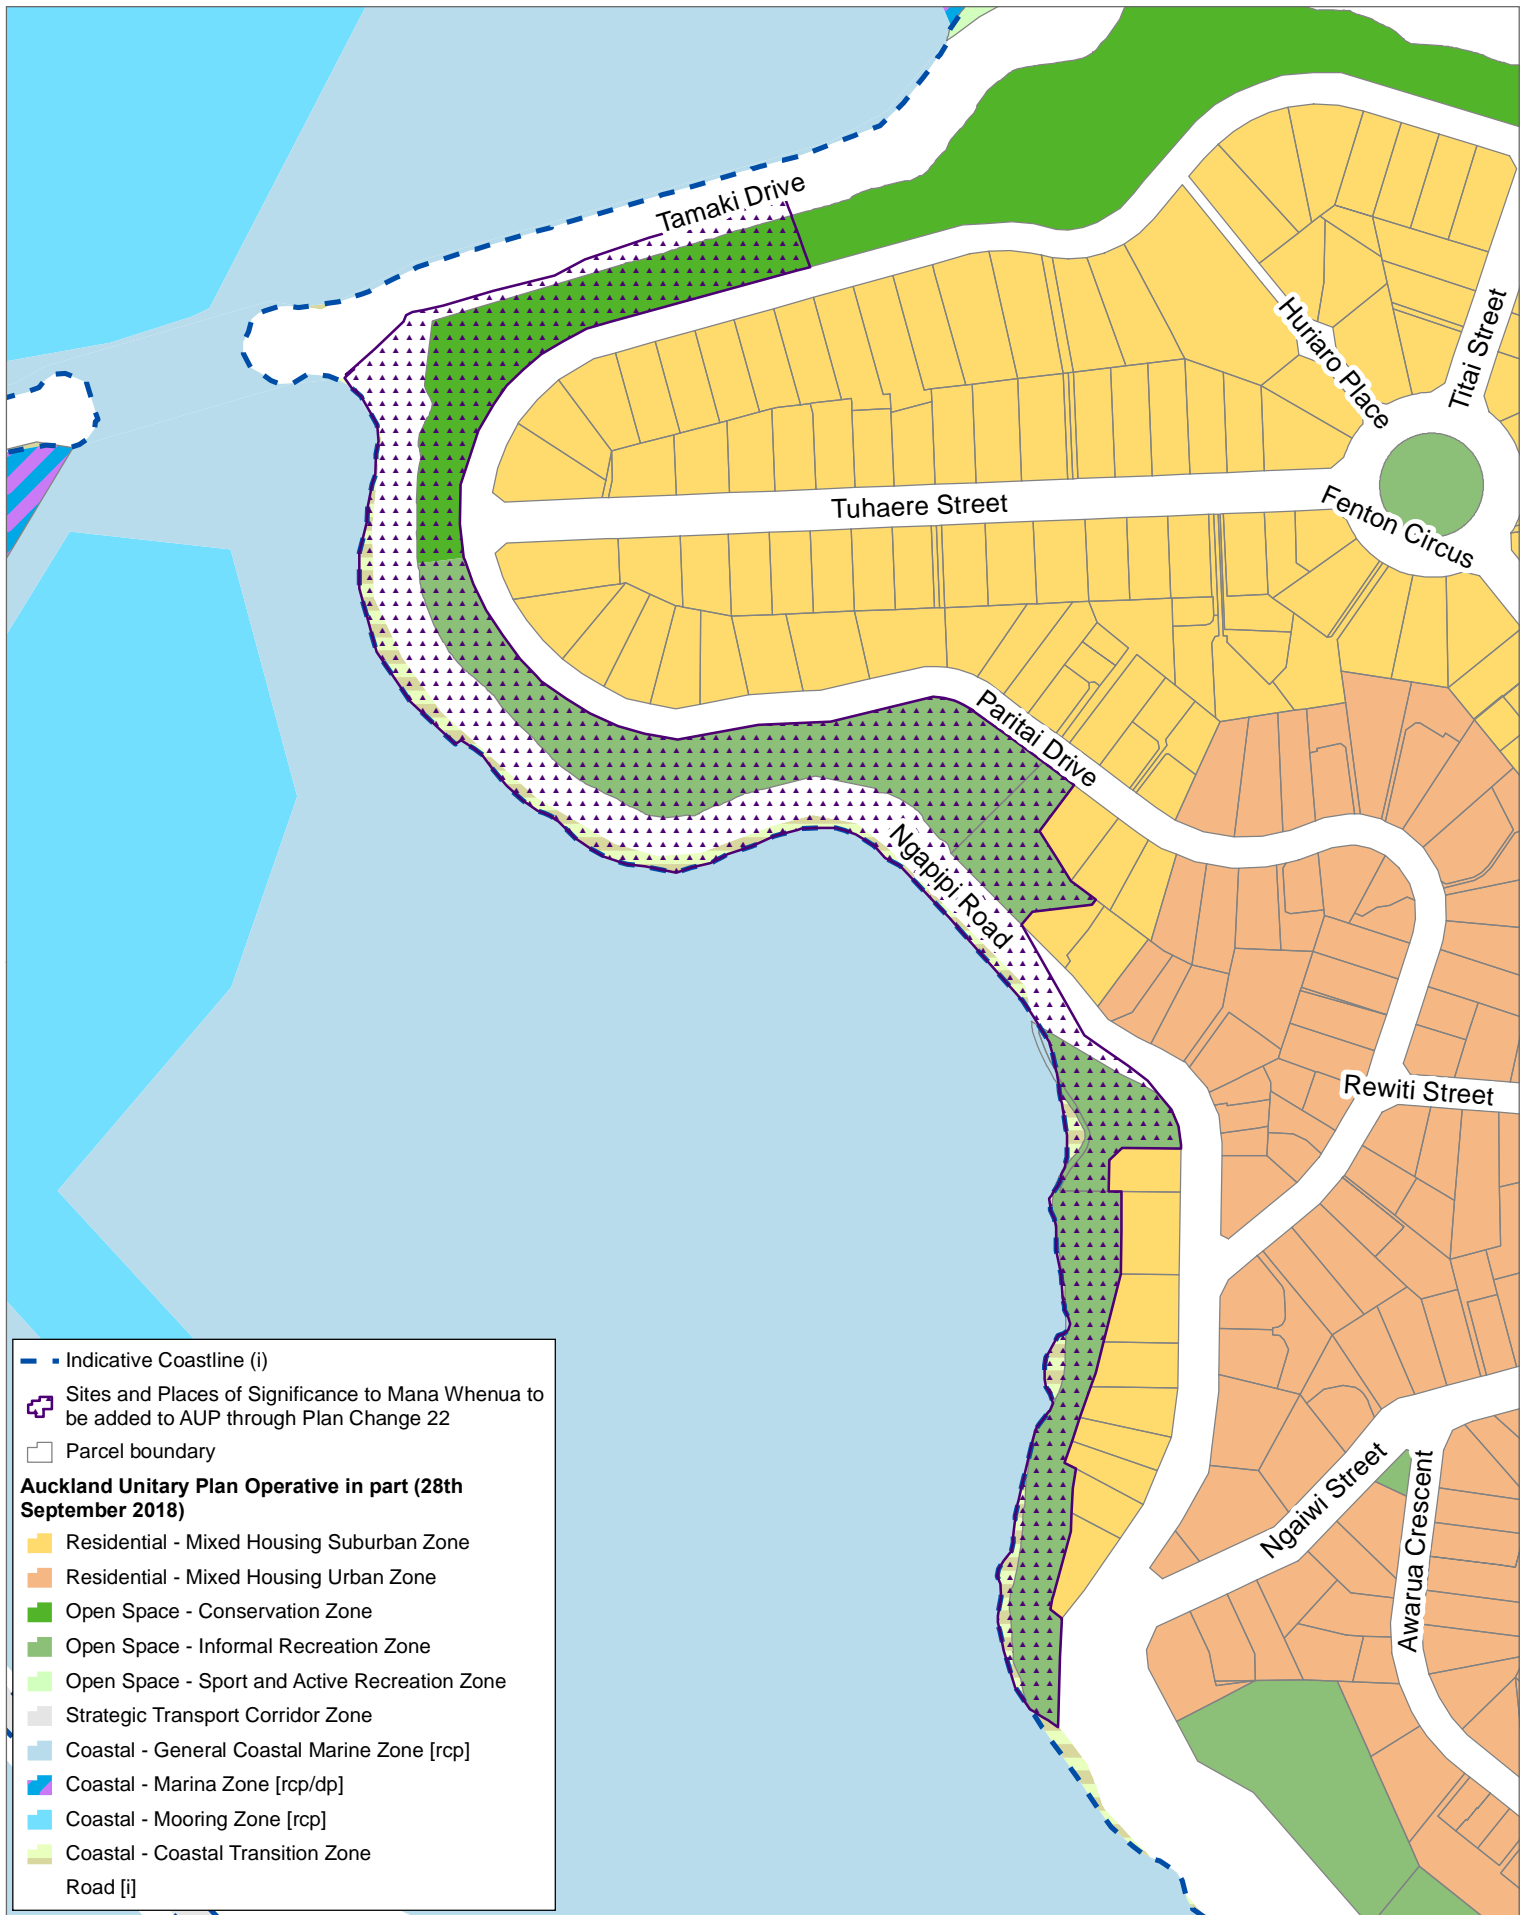 Tamaki Drive
Huriaro Place
Titai Street
Tuhaere Street
Fenton Circus
Paritai Drive
Ngapipi Road
Rewiti Street
Ngaiwi Street
Awarua Crescent
Indicative Coastline (i)
Sites and Places of Significance to Mana Whenua to
be added to AUP through Plan Change 22
Parcel boundary
Auckland Unitary Plan Operative in part (28th
September 2018)
Residential - Mixed Housing Suburban Zone
Residential - Mixed Housing Urban Zone
Open Space - Conservation Zone
Open Space - Informal Recreation Zone
Open Space - Sport and Active Recreation Zone
Strategic Transport Corridor Zone
Coastal - General Coastal Marine Zone [rcp]
Coastal - Marina Zone [rcp/dp]
Coastal - Mooring Zone [rcp]
Coastal - Coastal Transition Zone
Road [i]